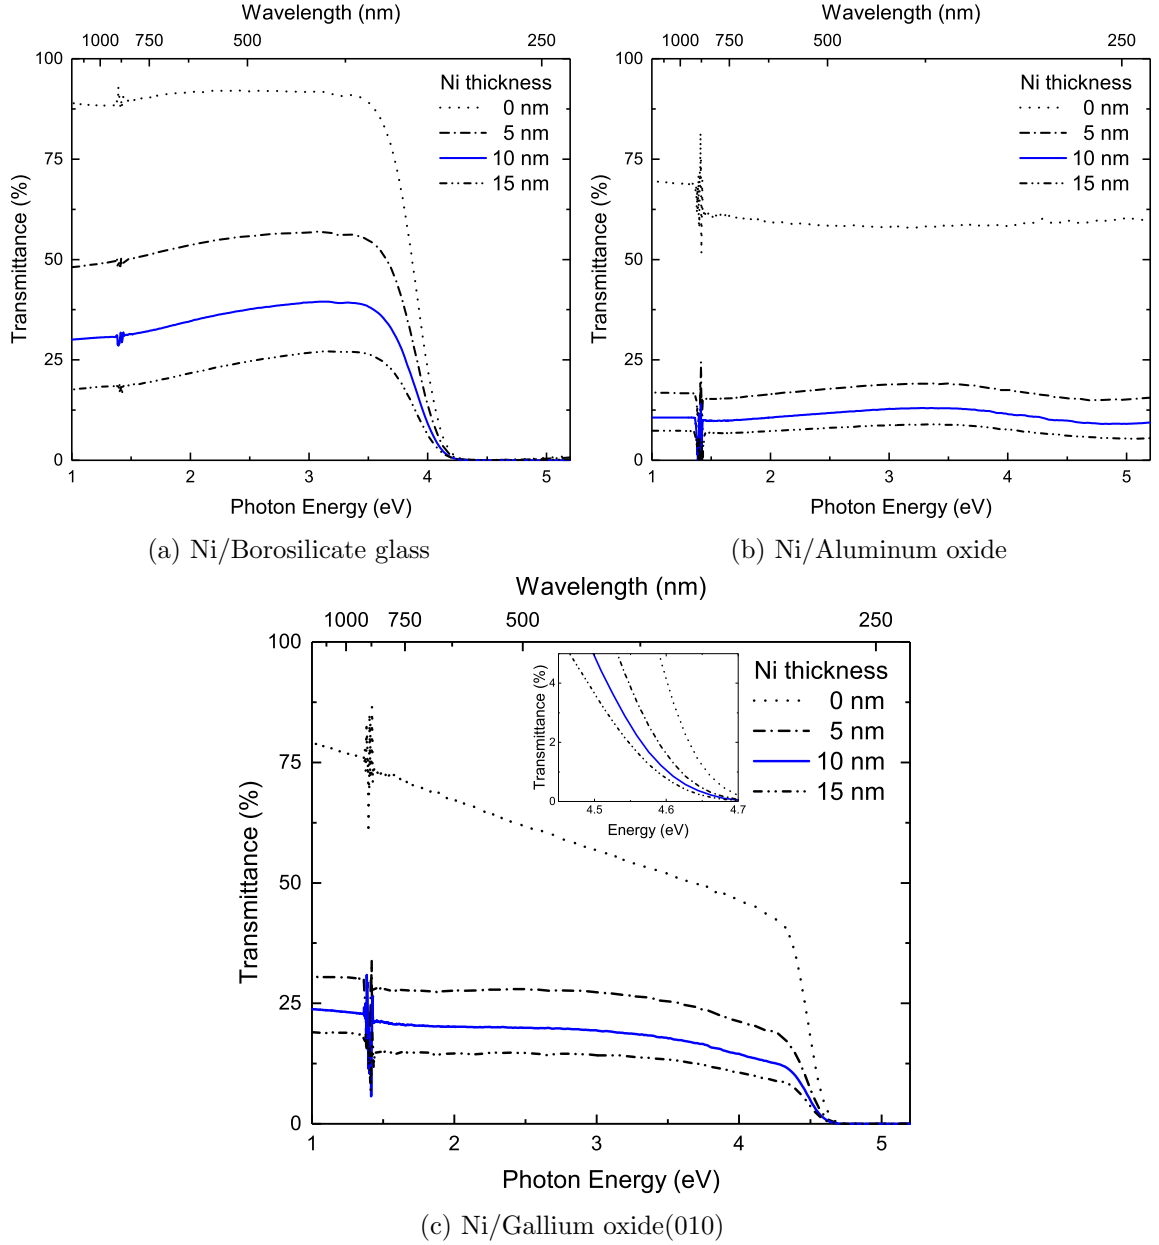 Wavelength (nm)
1000 750 500 250
100
75
50
25
0
Transmittance (%)
Ni thickness
0 nm
5 nm
10 nm
15 nm
1 2 3 4 5
Photon Energy (eV)
(a) Ni/Borosilicate glass
Wavelength (nm)
1000 750 500 250
100
75
50
25
0
Transmittance (%)
Ni thickness
0 nm
5 nm
10 nm
15 nm
1 2 3 4 5
Photon Energy (eV)
(b) Ni/Aluminum oxide
Wavelength (nm)
1000 750 500 250
100
75
50
25
0
Transmittance (%)
4
2
0
Transmittance (%)
4.5 4.6 4.7
Energy (eV)
Ni thickness
0 nm
5 nm
10 nm
15 nm
1 2 3 4 5
Photon Energy (eV)
(c) Ni/Gallium oxide(010)